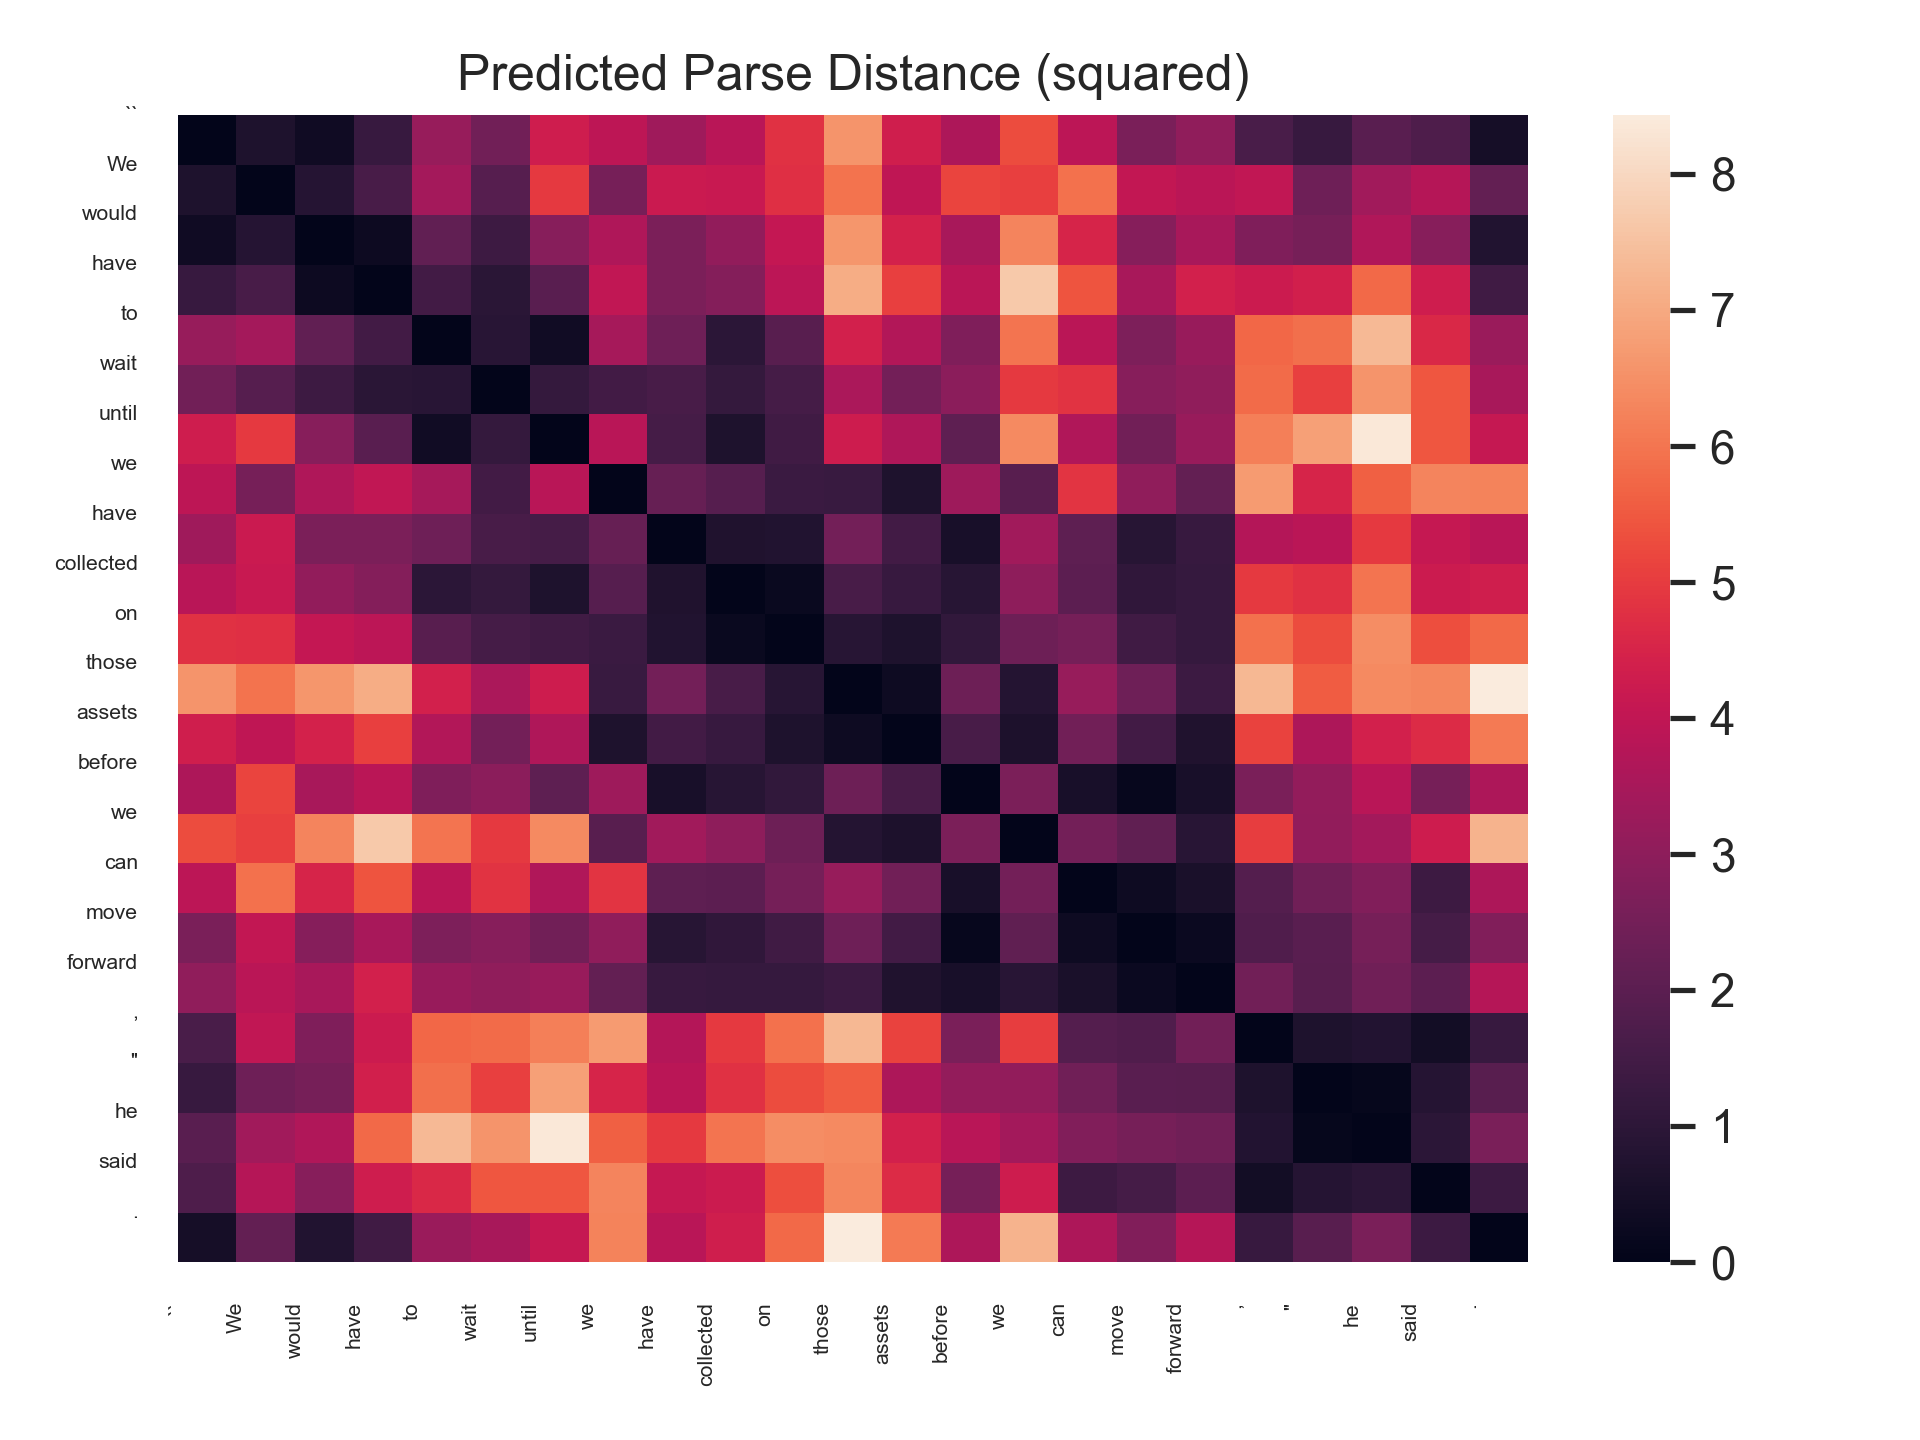 Predicted Parse Distance (squared)
``
We
would
have
to
wait
until
we
have
collected
on
those
assets
before
we
can
move
forward
,
"
he
said
.
8
7
6
5
4
3
2
1
0
`` We would have to wait until we have collected on those assets before we can move forward , " he said .